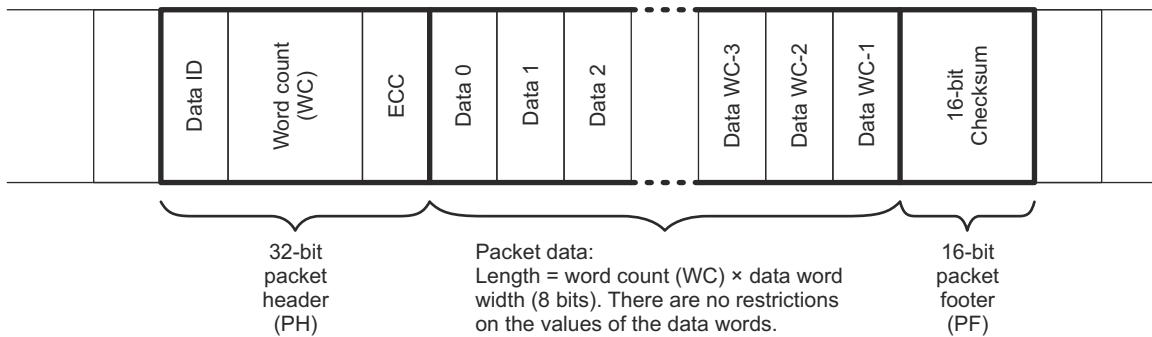 Data ID
Word count
(WC)
ECC
Data 0
Data 1
Data 2
Data WC-3
Data WC-2
Data WC-1
16-bit
Checksum
32-bit
packet
header
(PH)
Packet data:
Length = word count (WC) × data word
width (8 bits). There are no restrictions
on the values of the data words.
16-bit
packet
footer
(PF)